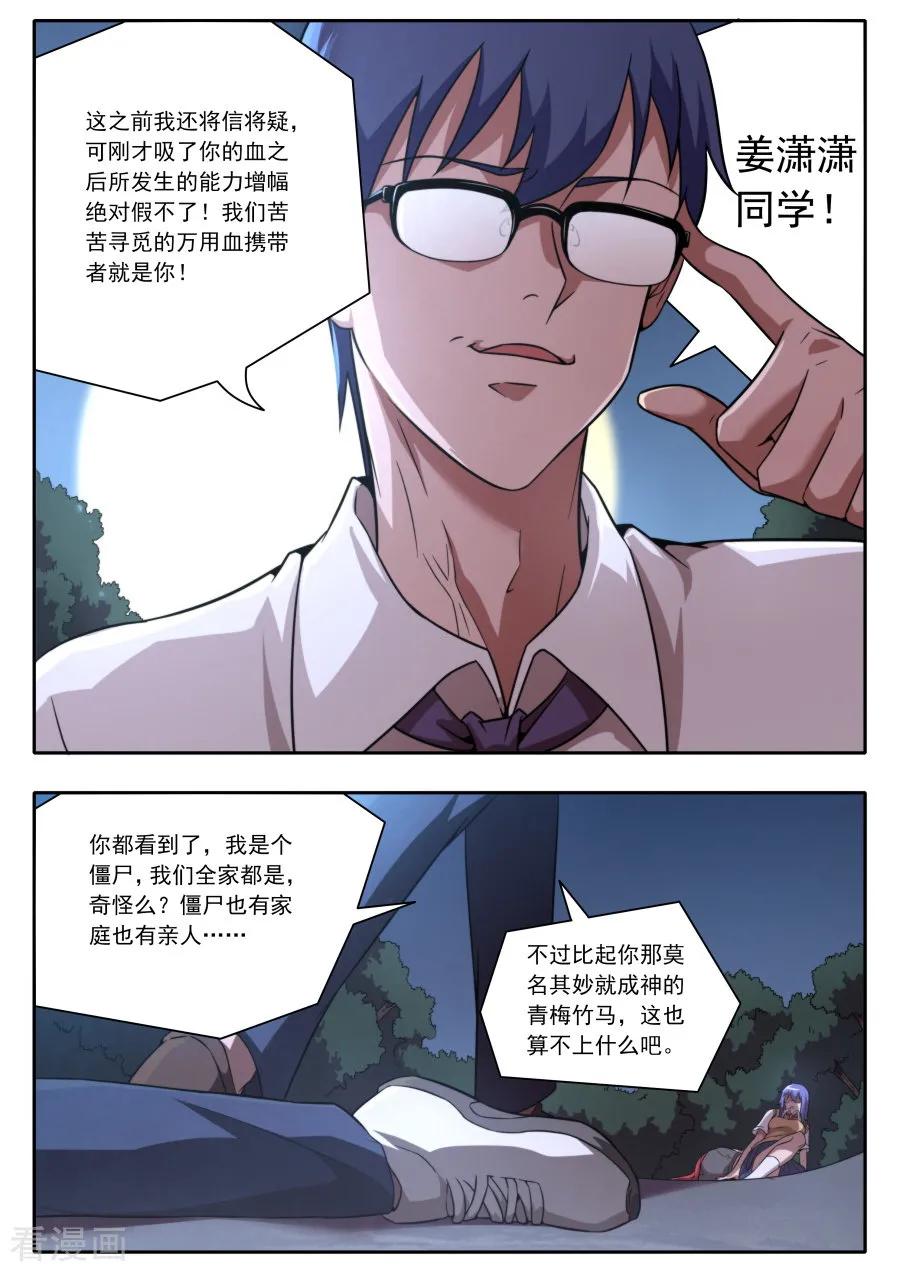 这之前我还将信将疑，
可刚才吸了你的血之
后所发生的能力增幅
绝对假不了！我们苦
苦寻觅的万用血携带
者就是你！
姜潇潇
同学！
你都看到了，我是个
僵尸，我们全家都是，
奇怪么？僵尸也有家
庭也有亲人……
不过比起你那莫
名其妙就成神的
青梅竹马，这也
算不上什么吧。
看漫画